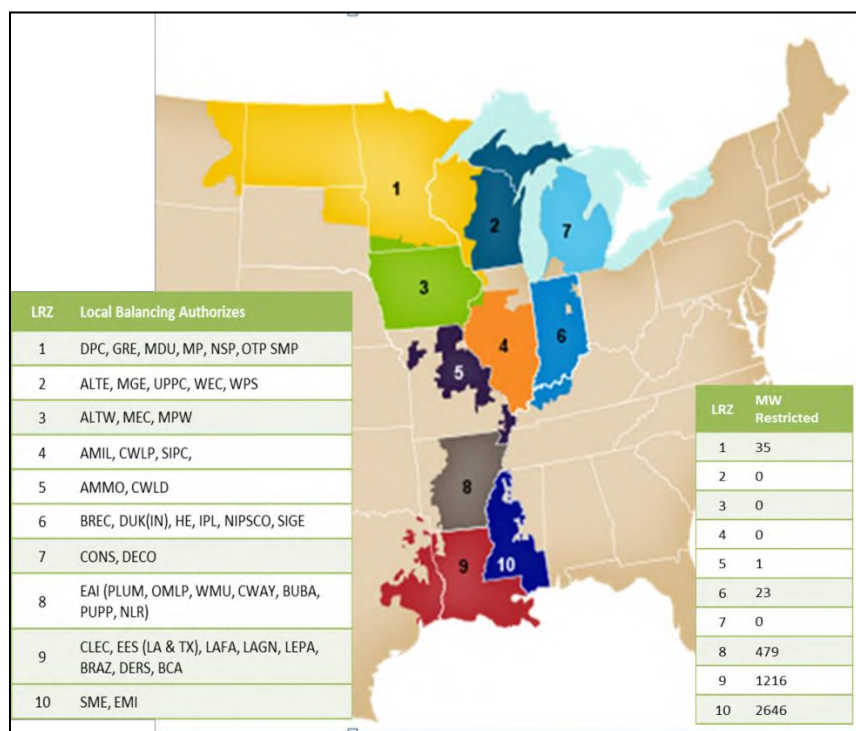 1
2
7
3
4
6
5
8
9
10
LRZ Local Balancing Authorizes
1 DPC, GRE, MDU, MP, NSP, OTP SMP
2 ALTE, MGE, UPPC, WEC, WPS
3 ALTW, MEC, MPW
4 AMIL, CWLP, SIPC,
5 AMMO, CWLD
6 BREC, DUK(IN), HE, IPL, NIPSCO, SIGE
7 CONS, DECO
8 EAI (PLUM, OMLP, WMU, CWAY, BUBA,
PUPP, NLR)
9 CLEC, EES (LA & TX), LAFA, LAGN, LEPA,
BRAZ, DERS, BCA
10 SME, EMI
LRZ MW
Restricted
1 35
2 0
3 0
4 0
5 1
6 23
7 0
8 479
9 1216
10 2646